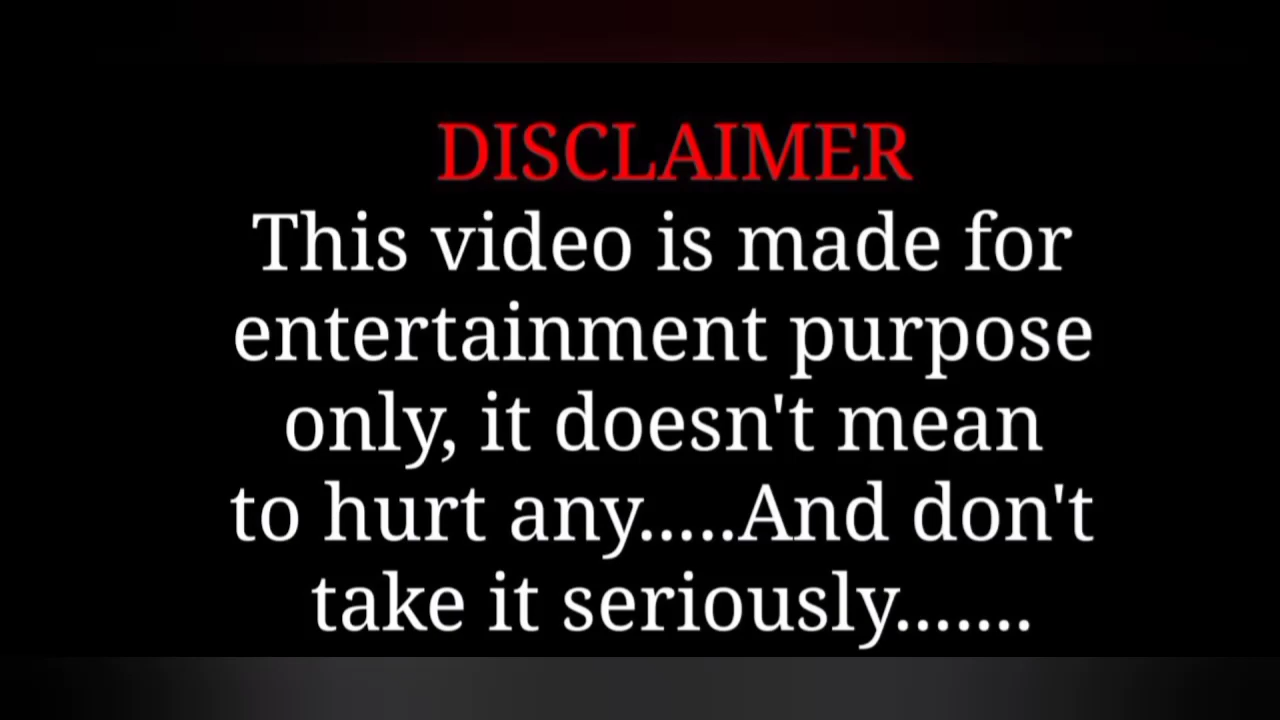 DISCLAIMER
This video is made for
entertainment purpose
only, it doesn't mean
to hurt any.....And don't
take it seriously.......